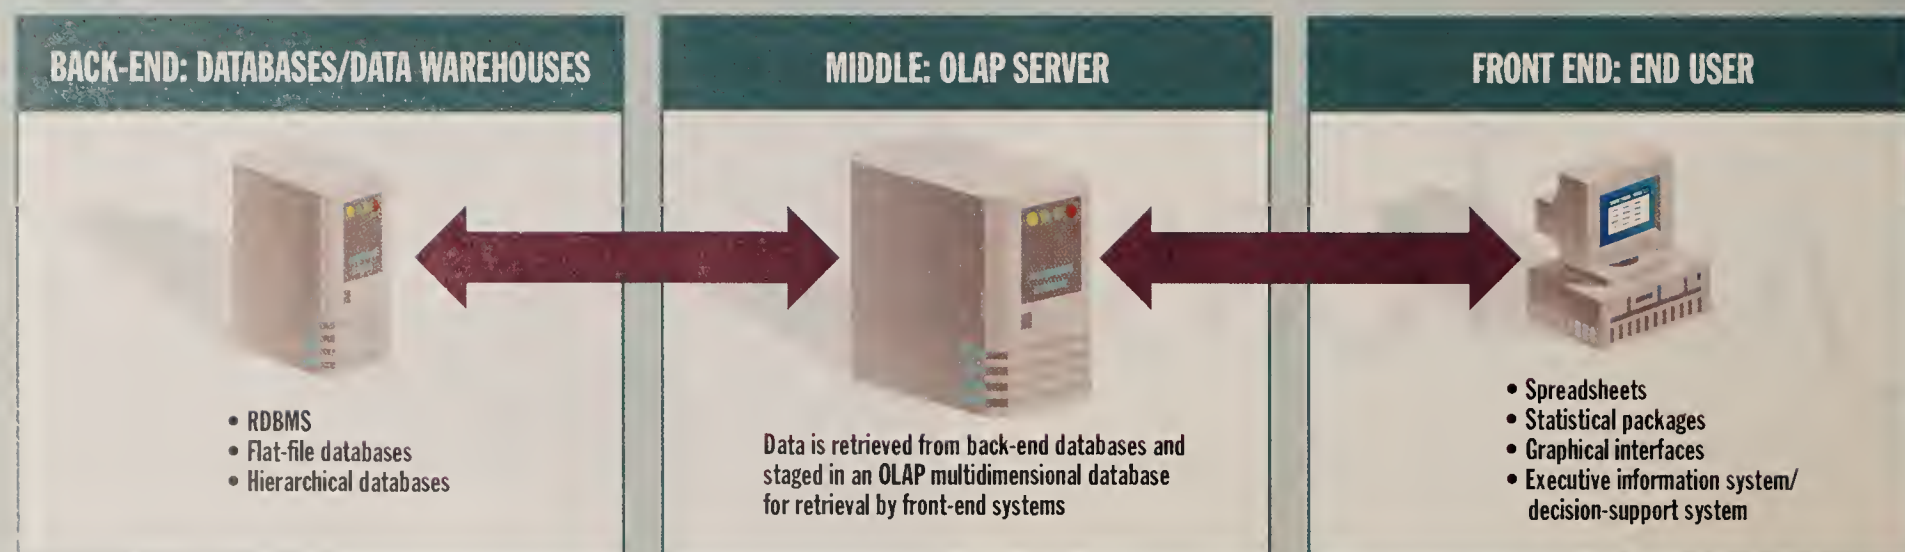 BACK-END: DATABASES/DATA WAREHOUSES
• RDBMS
• Flat-file databases
• Hierarchical databases
MIDDLE: OLAP SERVER
Data is retrieved from back-end databases and
staged in an OLAP multidimensional database
for retrieval by front-end systems
FRONT END: END USER
• Spreadsheets
• Statistical packages
• Graphical interfaces
• Executive information system/
decision-support system